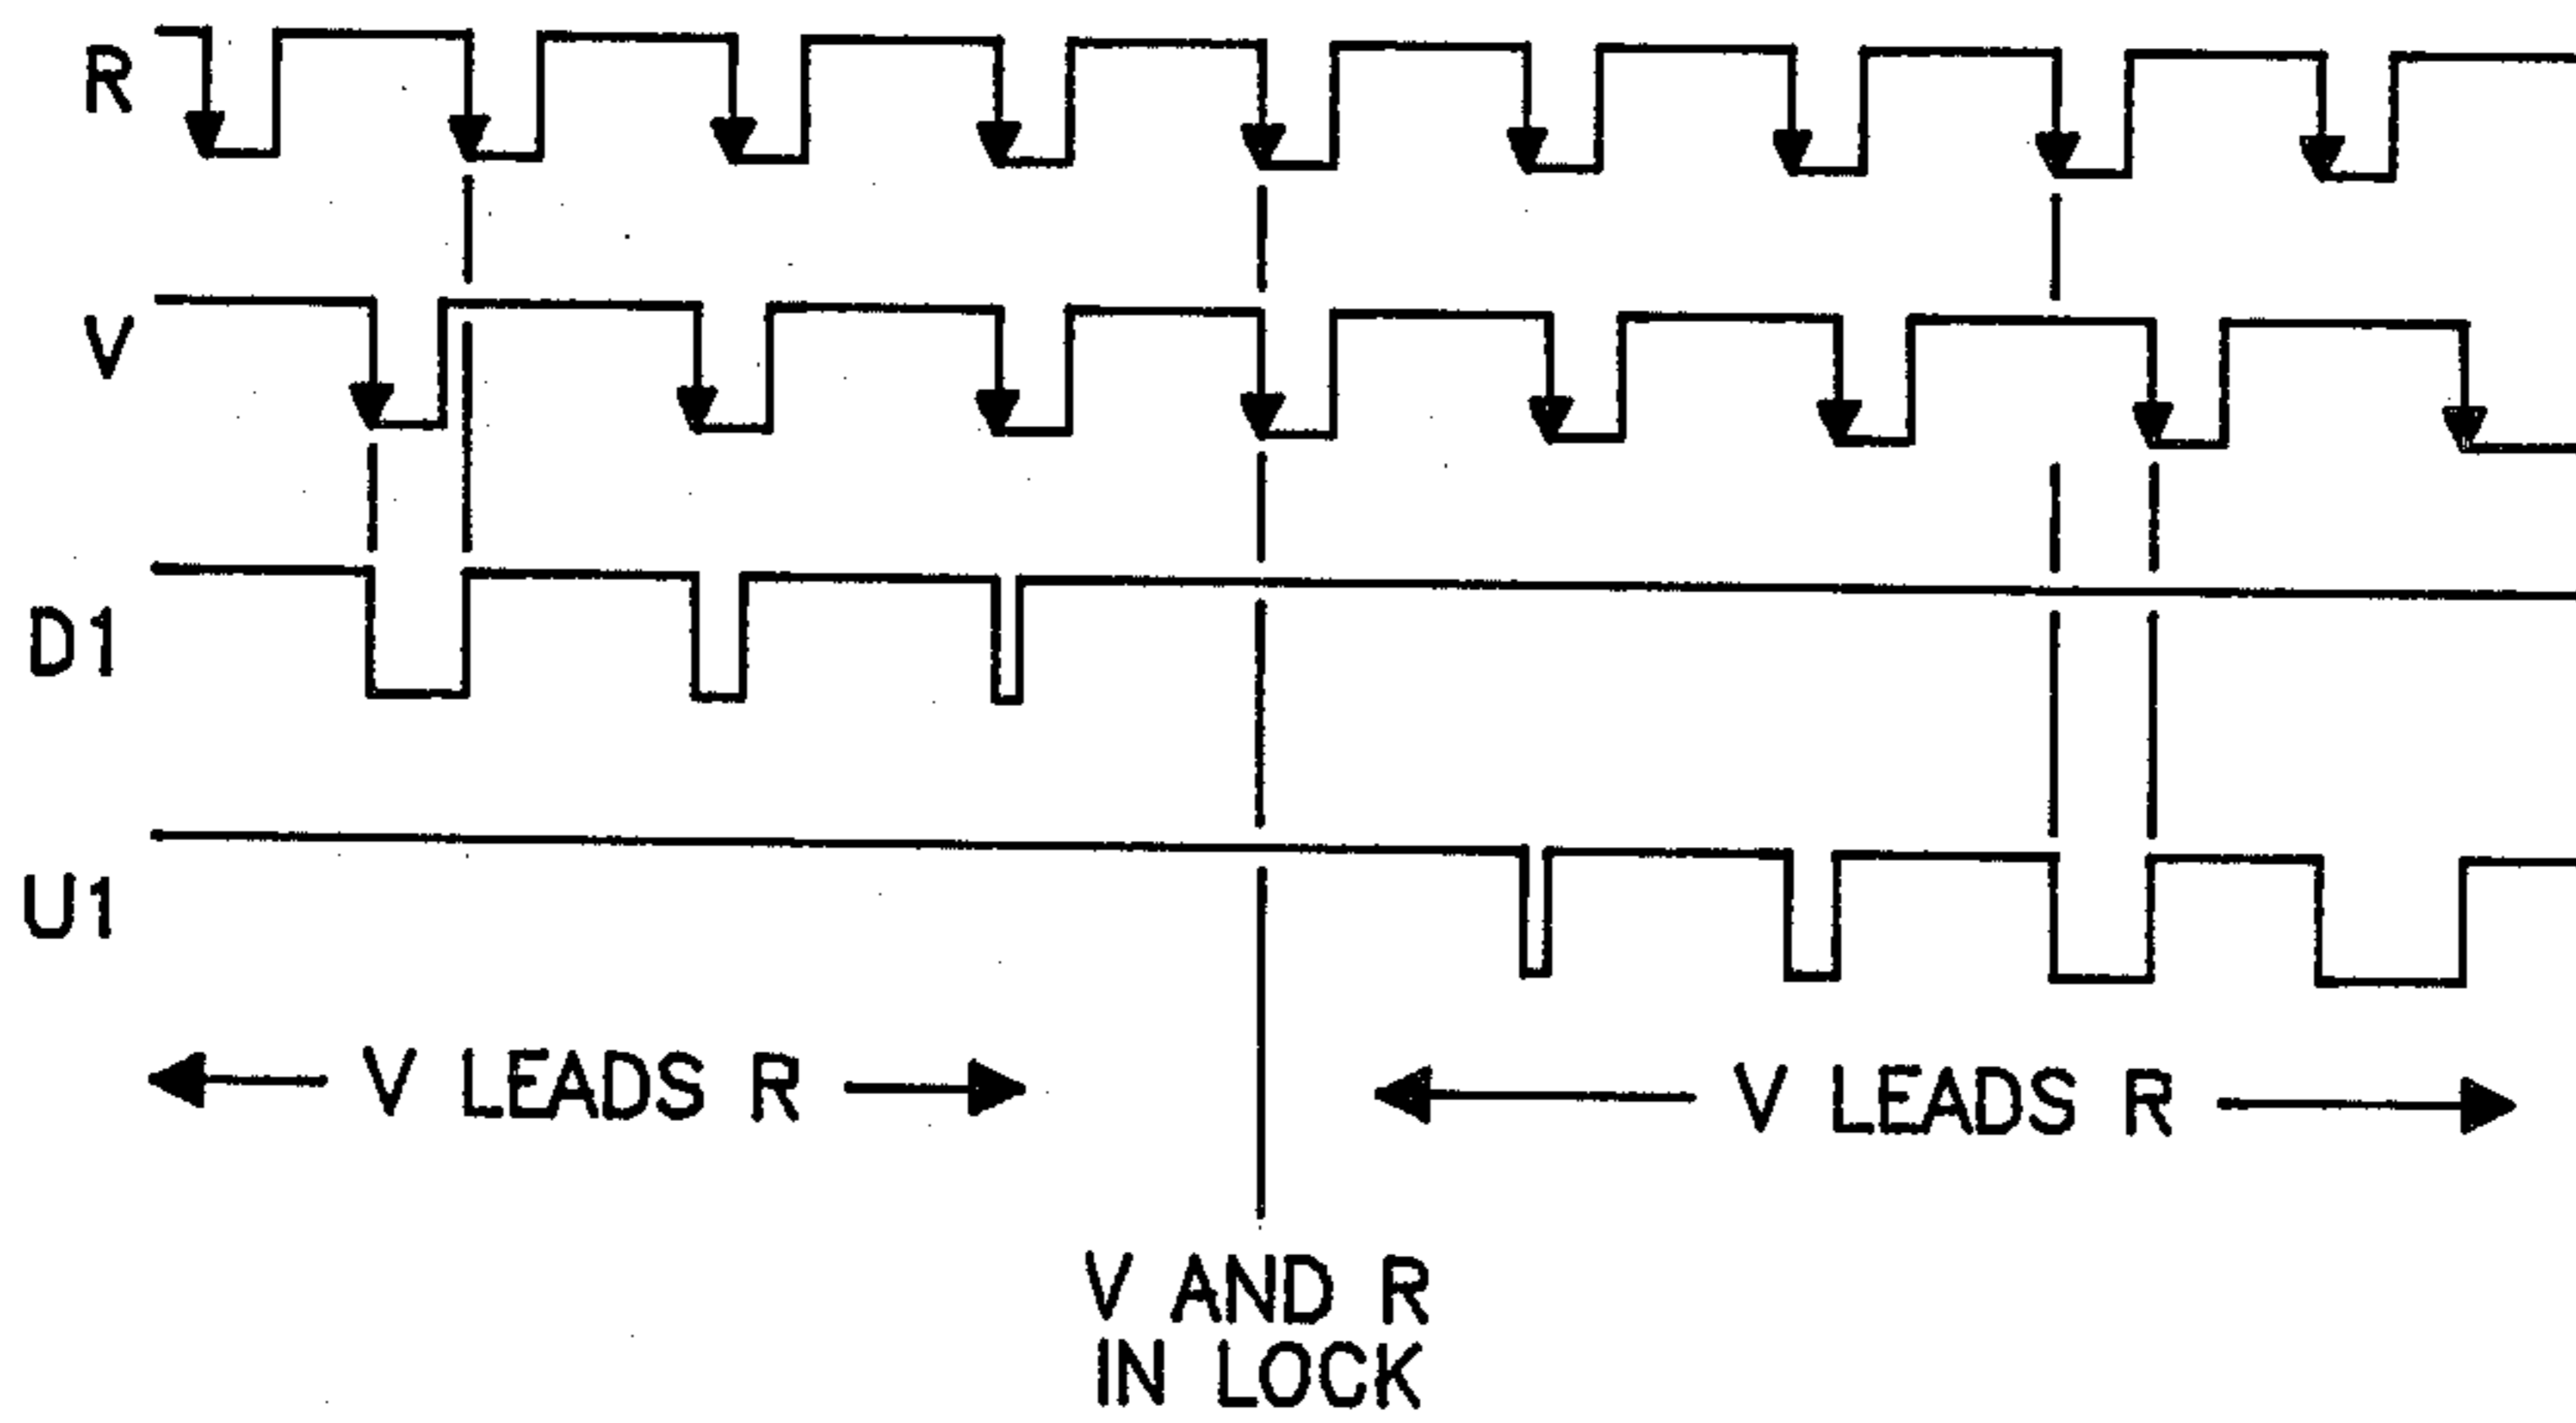 R
V
D1
U1
V LEADS R
V LEADS R
V AND R
IN LOCK